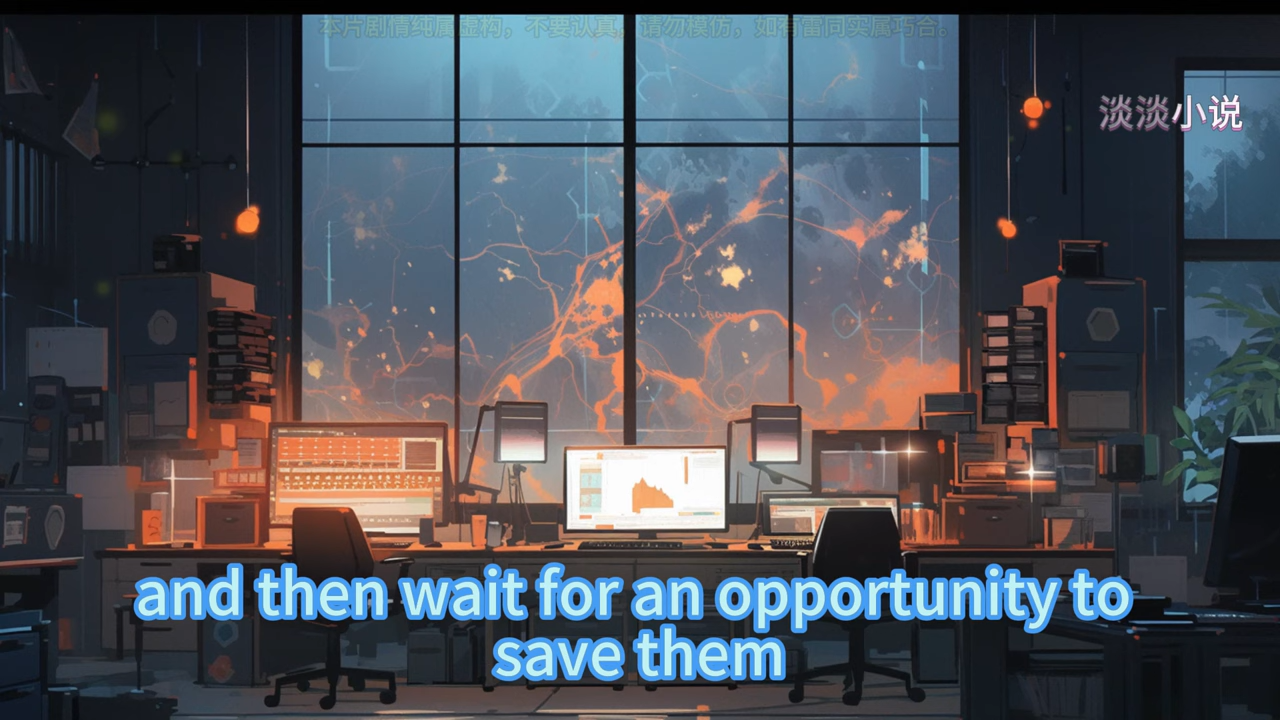 本片剧情纯属虚构，不要认真，请勿模仿，如有雷同实属巧合。
淡淡小说
and then wait for an opportunity to
save them